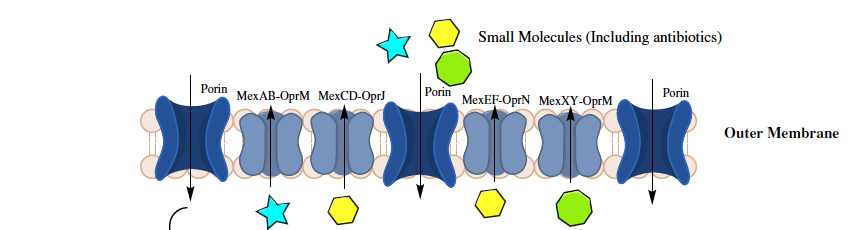 Small Molecules (Including antibiotics)
Porin
MexAB-OprM
MexCD-OprJ
Porin
MexEF-OprN
MexXY-OprM
Porin
Outer Membrane